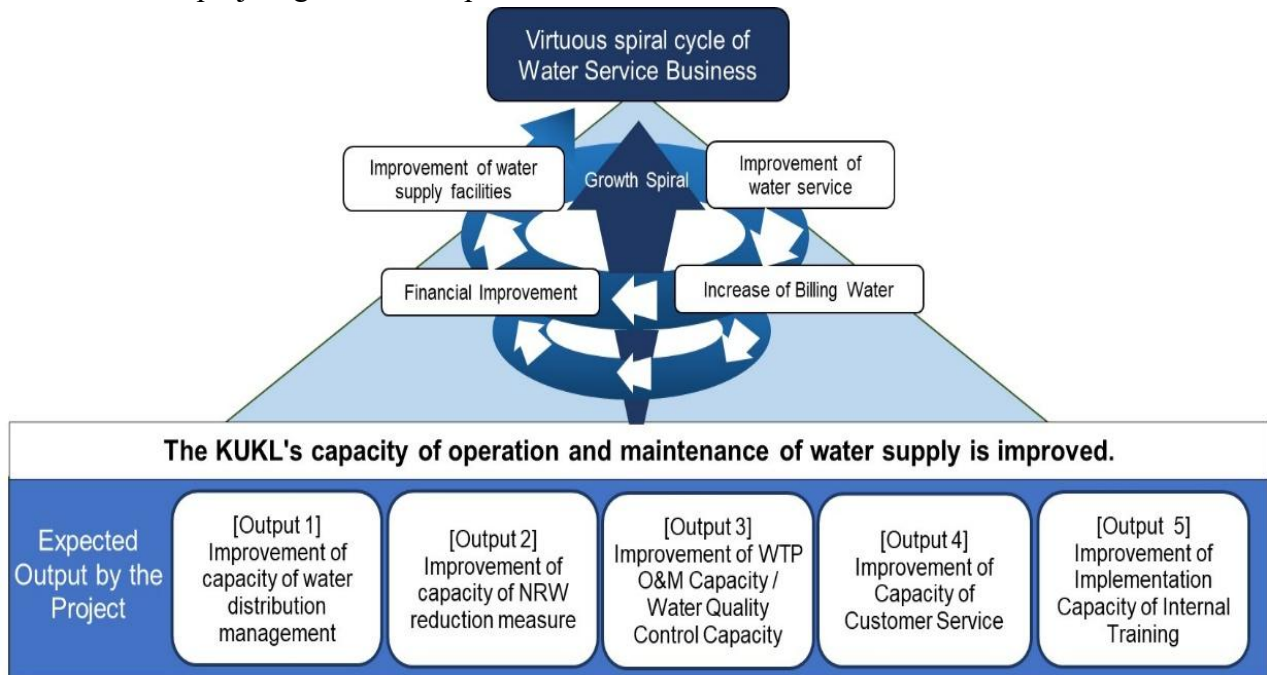 Virtuous spiral cycle of
Water Service Business
Improvement of water
supply facilities
Growth Spiral
Improvement of
water service
Financial Improvement
Increase of Billing Water
The KUKL's capacity of operation and maintenance of water supply is improved.
Expected
Output by the
Project
[Output 1]
Improvement of
capacity of water
distribution
management
[Output 2]
Improvement of
capacity of NRW
reduction measure
[Output 3]
Improvement of WTP
O&M Capacity /
Water Quality
Control Capacity
[Output 4]
Improvement of
Capacity of
Customer Service
[Output 5]
Improvement of
Implementation
Capacity of Internal
Training